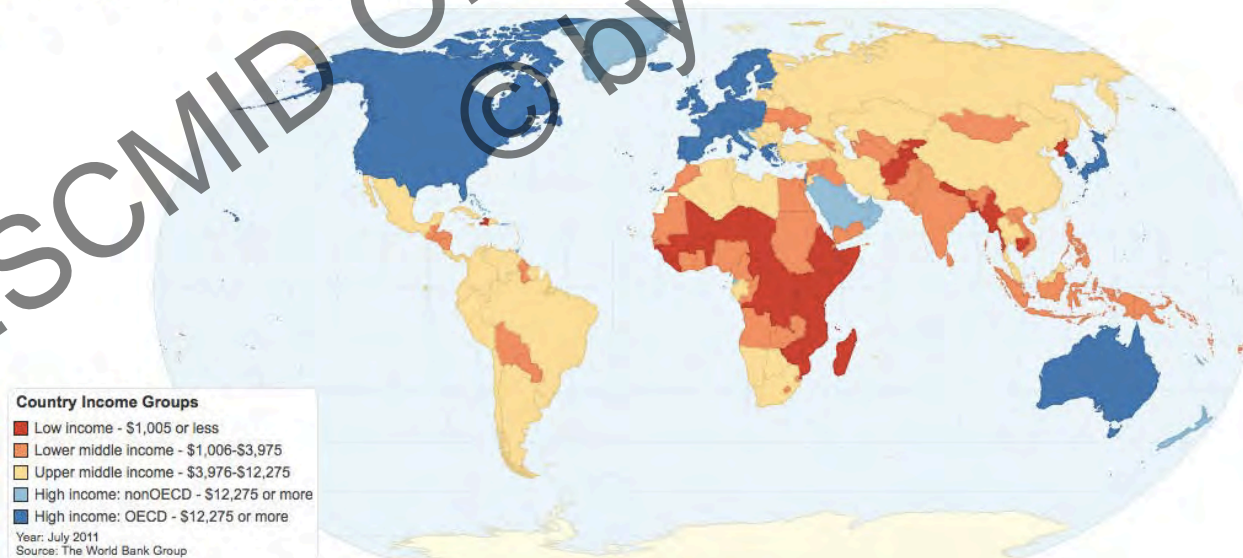 ESCMID O
© by
Country Income Groups
Low income - $1,005 or less
Lower middle income - $1,006-$3,975
Upper middle income - $3,976-$12,275
High income: nonOECD - $12,275 or more
High income: OECD - $12,275 or more
Year: July 2011
Source: The World Bank Group